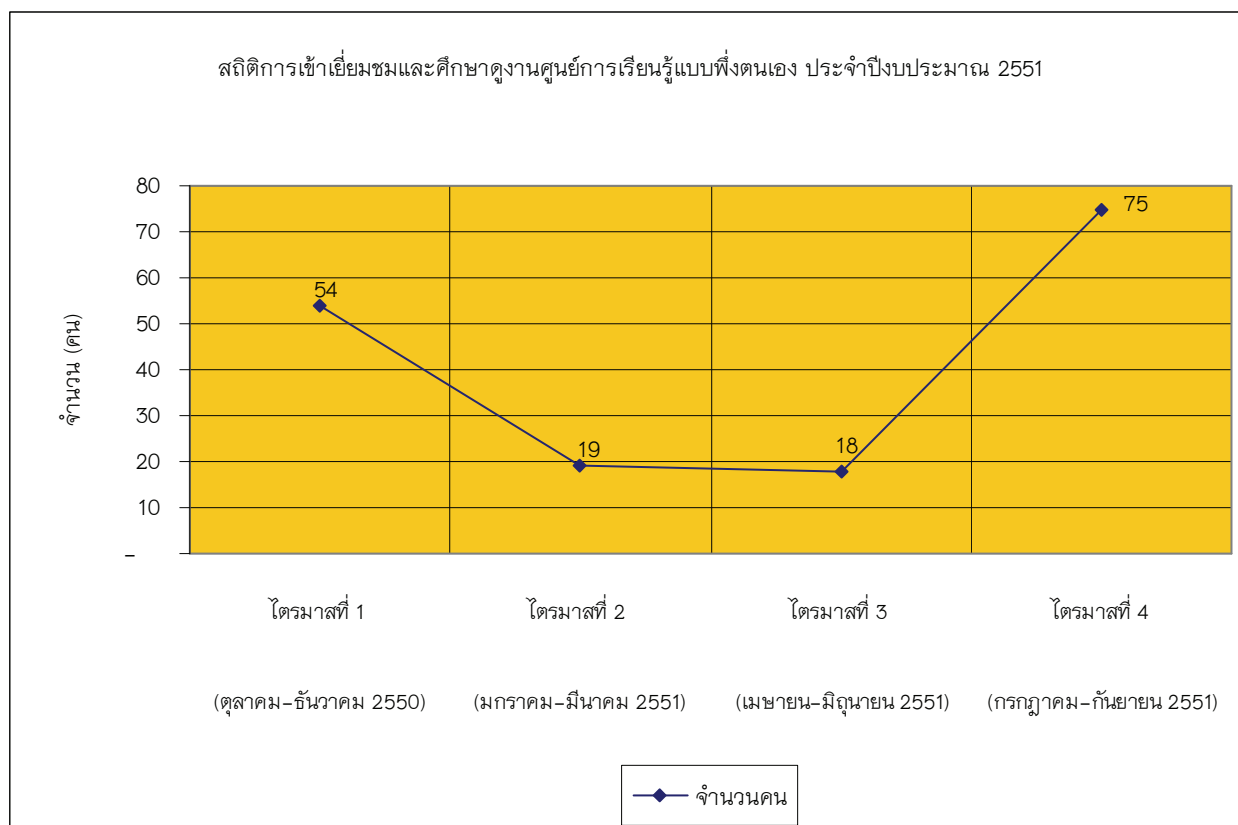 สถิติการเข้าเยี่ยมชมและศึกษาดูงานศูนย์การเรียนรู้แบบพึ่งตนเอง ประจำปีงบประมาณ 2551
จำนวน (คน)
80
70
60
50
40
30
20
10
–
54
19
18
75
ไตรมาสที่ 1 ไตรมาสที่ 2 ไตรมาสที่ 3 ไตรมาสที่ 4
(ตุลาคม-ธันวาคม 2550) (มกราคม-มีนาคม 2551) (เมษายน-มิถุนายน 2551) (กรกฎาคม-กันยายน 2551)
จำนวนคน